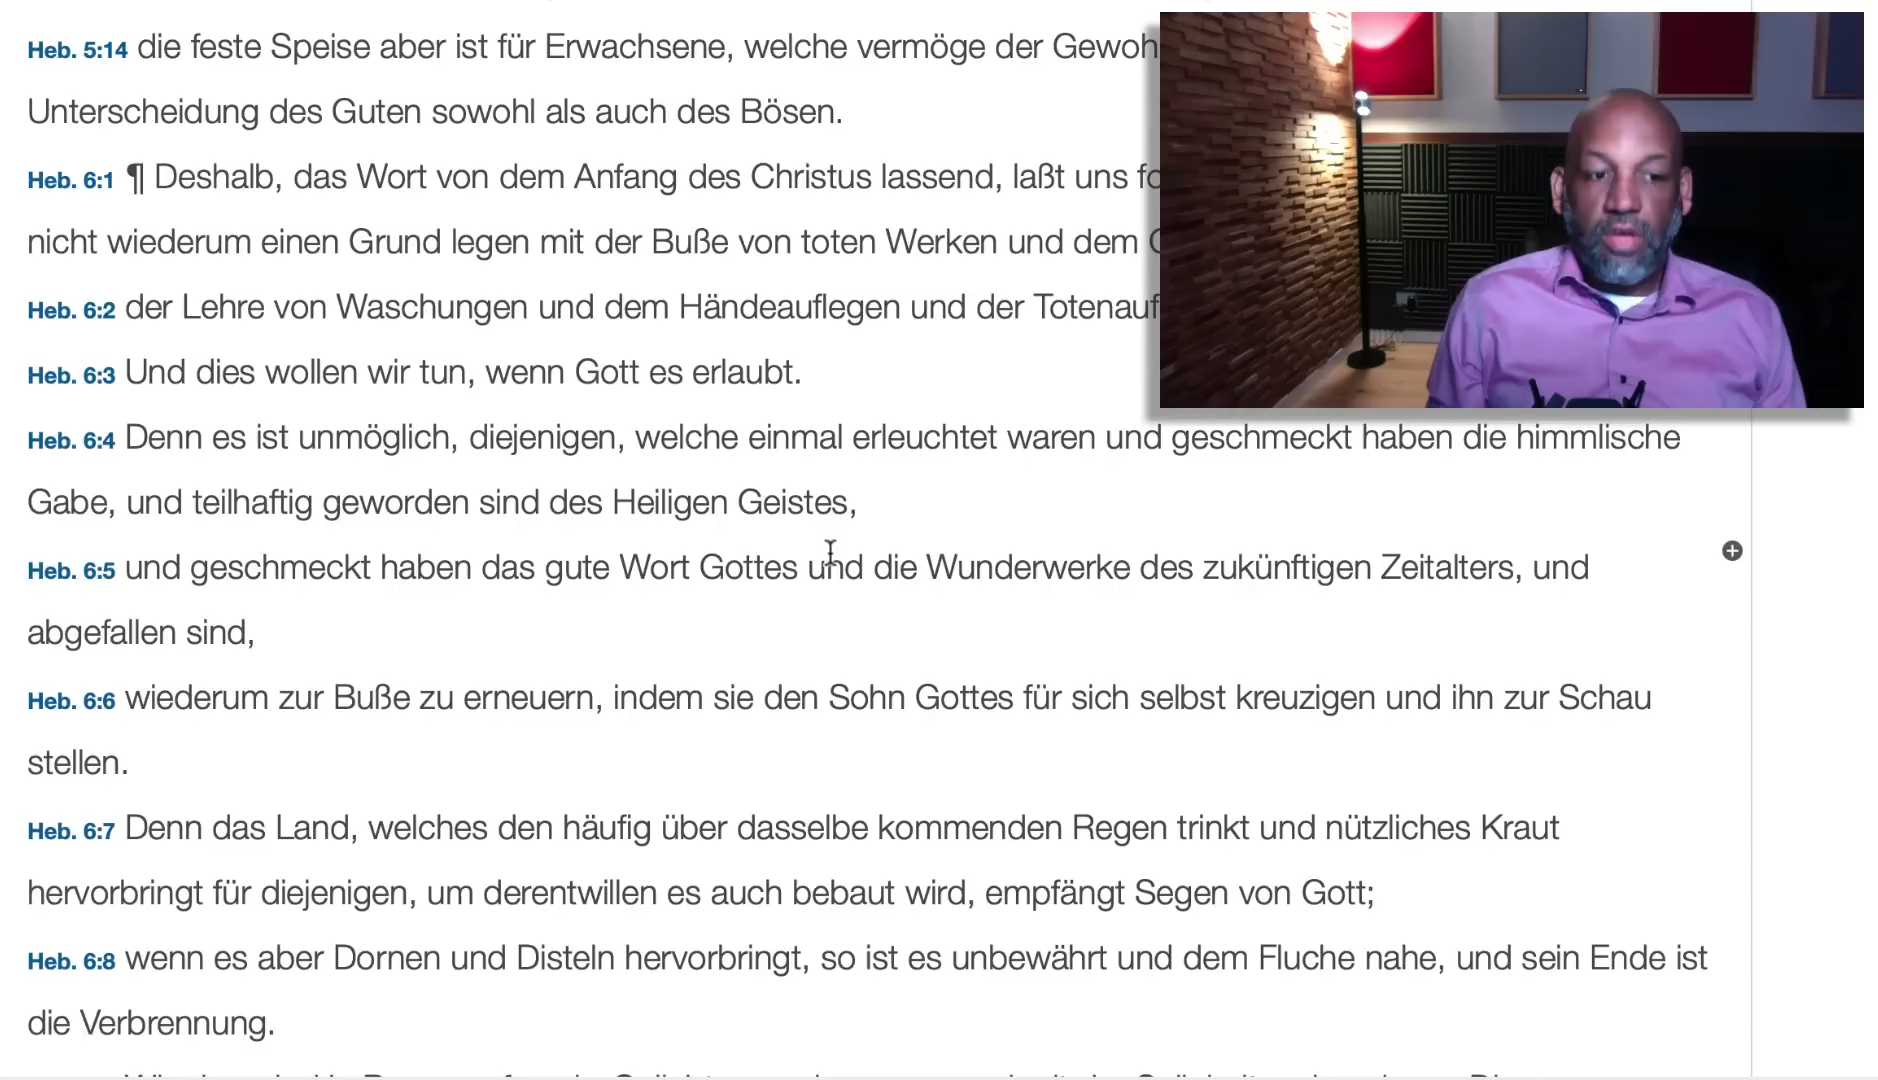 Heb. 5:14 die feste Speise aber ist für Erwachsene, welche vermöge der
Unterscheidung des Guten sowohl als auch des Bösen.
Heb. 6:1 ¶ Deshalb, das Wort von dem Anfang des Christus lassend, laßt uns
nicht wiederum einen Grund legen mit der Buße von toten Werken und dem
Heb. 6:2 der Lehre von Waschungen und dem Händeauflegen und der
Heb. 6:3 Und dies wollen wir tun, wenn Gott es erlaubt.
Heb. 6:4 Denn es ist unmöglich, diejenigen, welche einmal erleuchtet waren und geschmeckt haben die himmlische
Gabe, und teilhaftig geworden sind des Heiligen Geistes,
Heb. 6:5 und geschmeckt haben das gute Wort Gottes und die Wunderwerke des zukünftigen Zeitalters, und
abgefallen sind,
Heb. 6:6 wiederum zur Buße zu erneuern, indem sie den Sohn Gottes für sich selbst kreuzigen und ihn zur Schau
stellen.
Heb. 6:7 Denn das Land, welches den häufig über dasselbe kommenden Regen trinkt und nützliches Kraut
hervorbringt für diejenigen, um derentwillen es auch bebaut wird, empfängt Segen von Gott;
Heb. 6:8 wenn es aber Dornen und Disteln hervorbringt, so ist es unbewährt und dem Fluche nahe, und sein Ende ist
die Verbrennung.